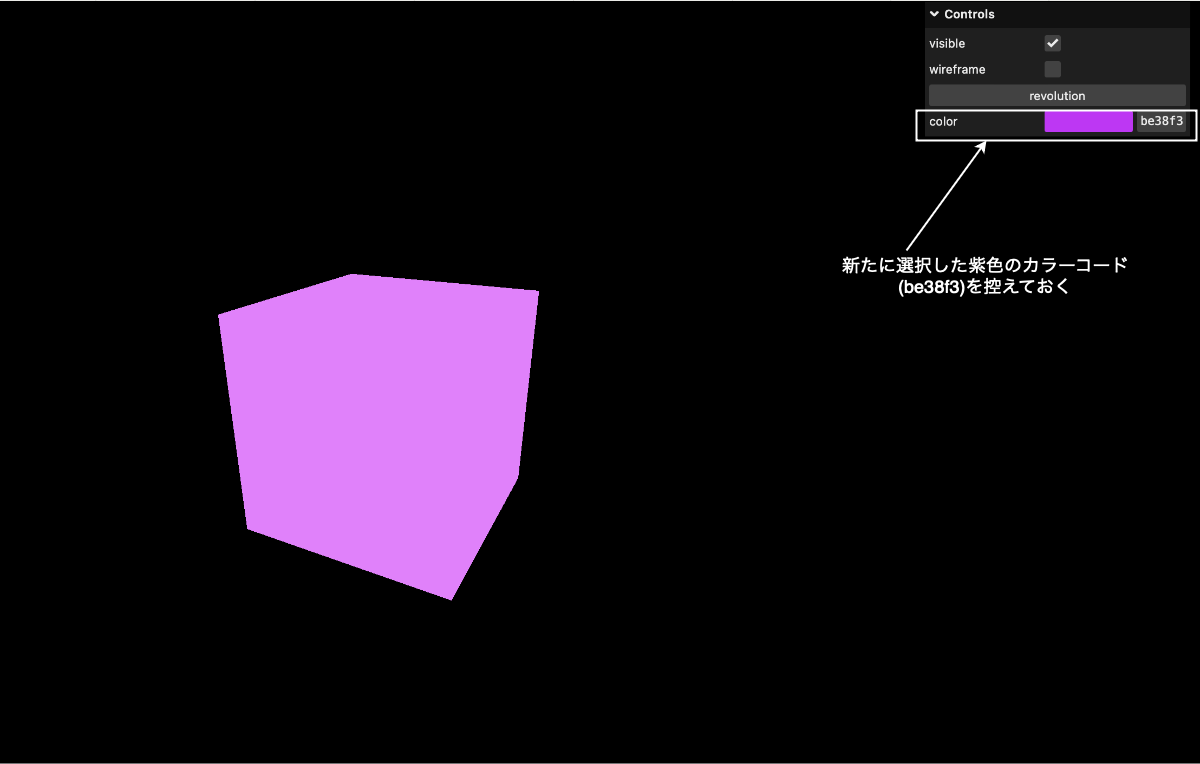 Controls
visible
wireframe
revolution
color be38f3
新たに選択した紫色のカラーコード
(be38f3)を控えておく